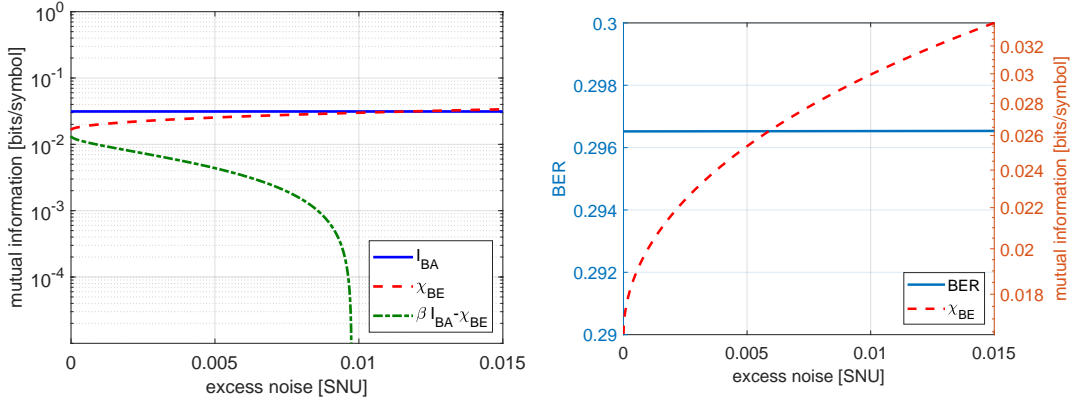 10^0
10^-1
10^-2
10^-3
10^-4
mutual information [bits/symbol]
I_BA
χ_BE
β I_BA-χ_BE
0
0.005
0.01
0.015
excess noise [SNU]
0.3
0.298
0.296
0.294
0.292
0.29
BER
0.032
0.03
0.028
0.026
0.024
0.022
0.02
0.018
mutual information [bits/symbol]
BER
χ_BE
0
0.005
0.01
0.015
excess noise [SNU]